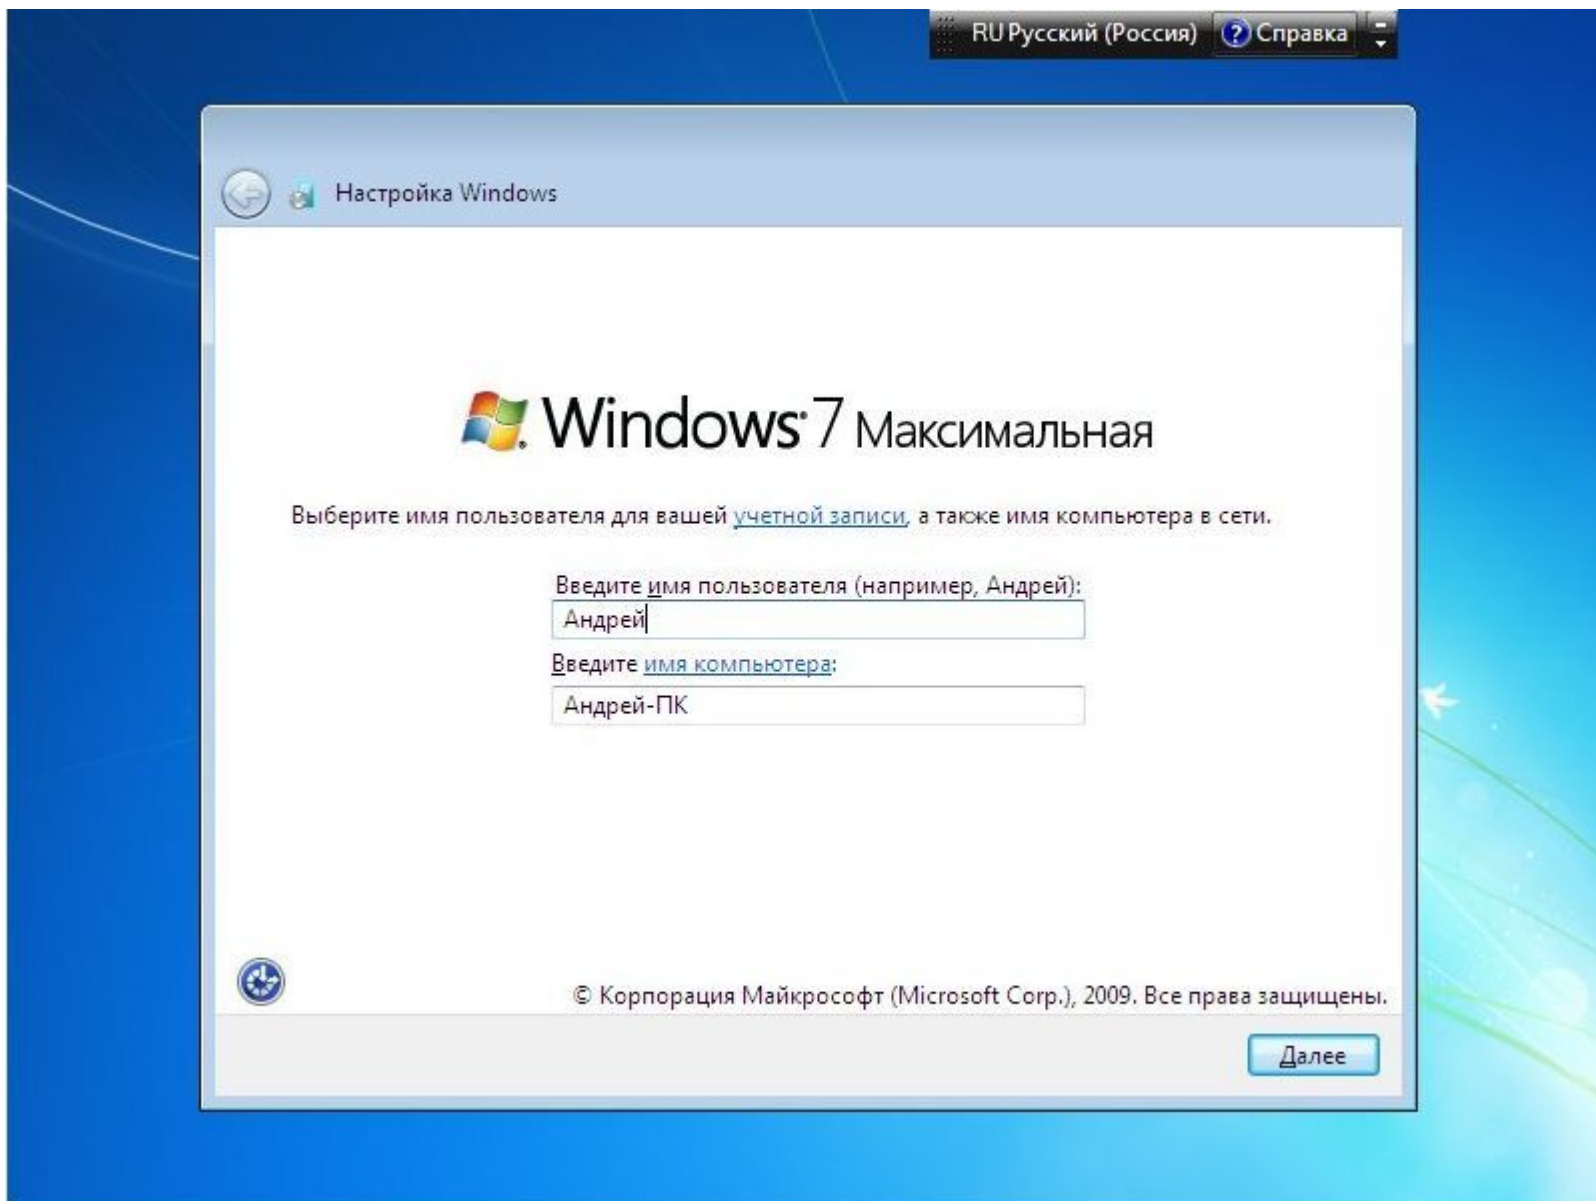 RU Русский (Россия) Справка
Настройка Windows
Windows 7 Максимальная
Выберите имя пользователя для вашей учетной записи, а также имя компьютера в сети.
Введите имя пользователя (например, Андрей):
Андрей
Введите имя компьютера:
Андрей-ПК
© Корпорация Майкрософт (Microsoft Corp.), 2009. Все права защищены.
Далее